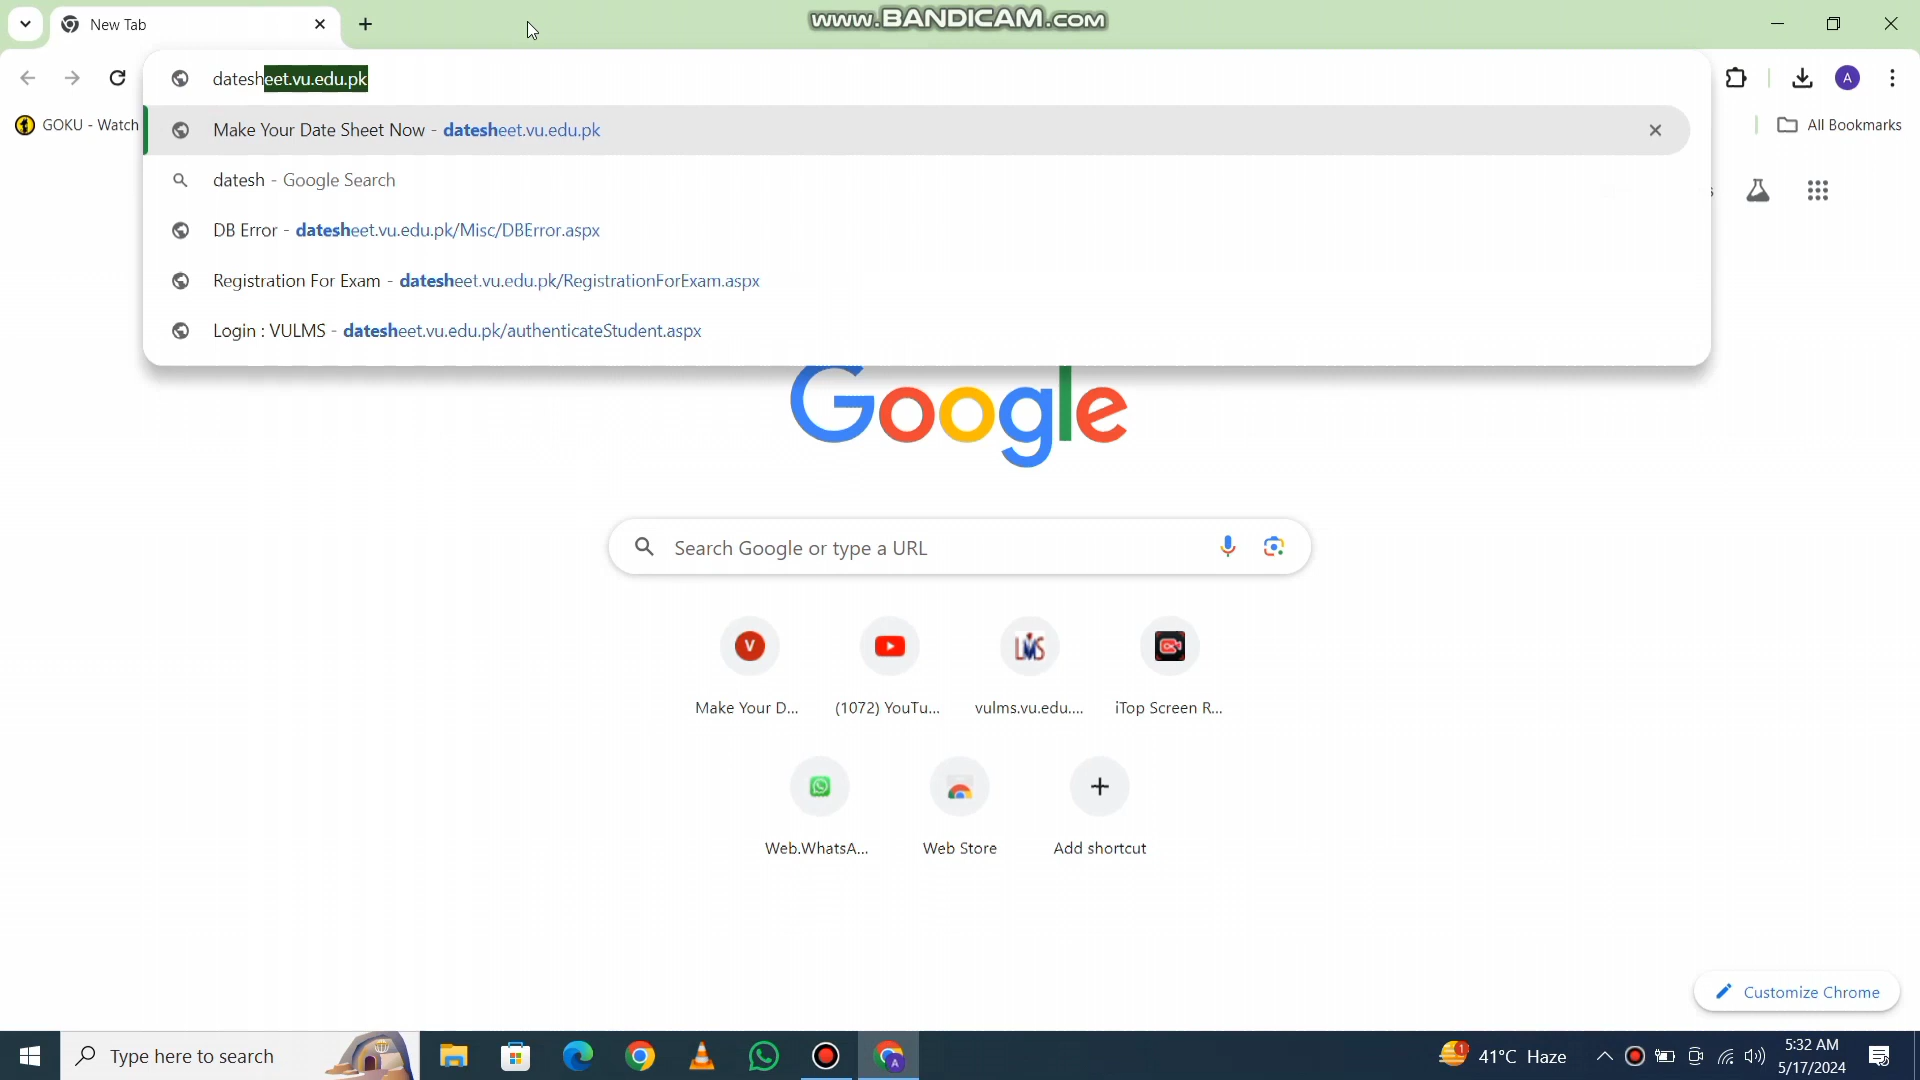 New Tab
www.BANDICAM.com
datesheet.vu.edu.pk
A
GOKU - Watch
All Bookmarks
Make Your Date Sheet Now - datesheet.vu.edu.pk
datesh - Google Search
DB Error - datesheet.vu.edu.pk/Misc/DBError.aspx
Registration For Exam - datesheet.vu.edu.pk/RegistrationForExam.aspx
Login : VULMS - datesheet.vu.edu.pk/authenticateStudent.aspx
Google
Search Google or type a URL
V
LMS
Make Your D...
(1072) YouTu...
vulms.vu.edu....
iTop Screen R...
Web.WhatsA...
Web Store
Add shortcut
Customize Chrome
Type here to search
A
1
41°C Haze
5:32 AM
5/17/2024